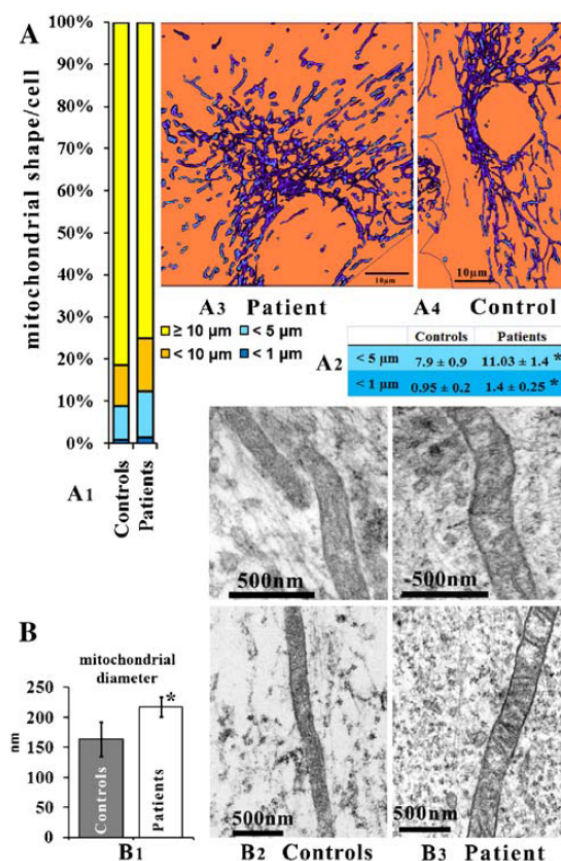 A
mitochondrial shape/cell
100%
90%
80%
70%
60%
50%
40%
30%
20%
10%
0%
Controls
Patients
A1
10µm
10µm
A3 Patient
A4 Control
≥ 10 µm
< 5 µm
< 10 µm
< 1 µm
A2
Controls Patients
< 5 µm 7.9 ± 0.9 11.03 ± 1.4 *
< 1 µm 0.95 ± 0.2 1.4 ± 0.25 *
500nm
-500nm
B
mitochondrial
diameter
nm
250
200
150
100
50
0
Controls
Patients
*
B1
500nm
500nm
B2 Controls
B3 Patient